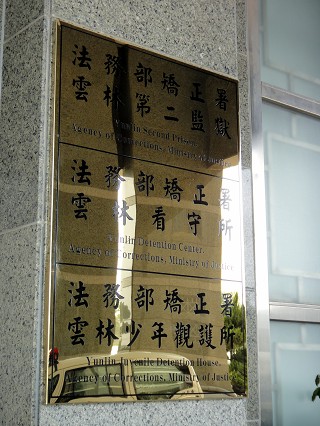 法務部矯正署
雲林第二監獄
Yunlin Second Prison,
Agency of Corrections, Ministry of Justice
法務部矯正署
雲林看守所
Yunlin Detention Center,
Agency of Corrections, Ministry of Justice
法務部矯正署
雲林少年觀護所
Yunlin Juvenile Detention House,
Agency of Corrections, Ministry of Justice